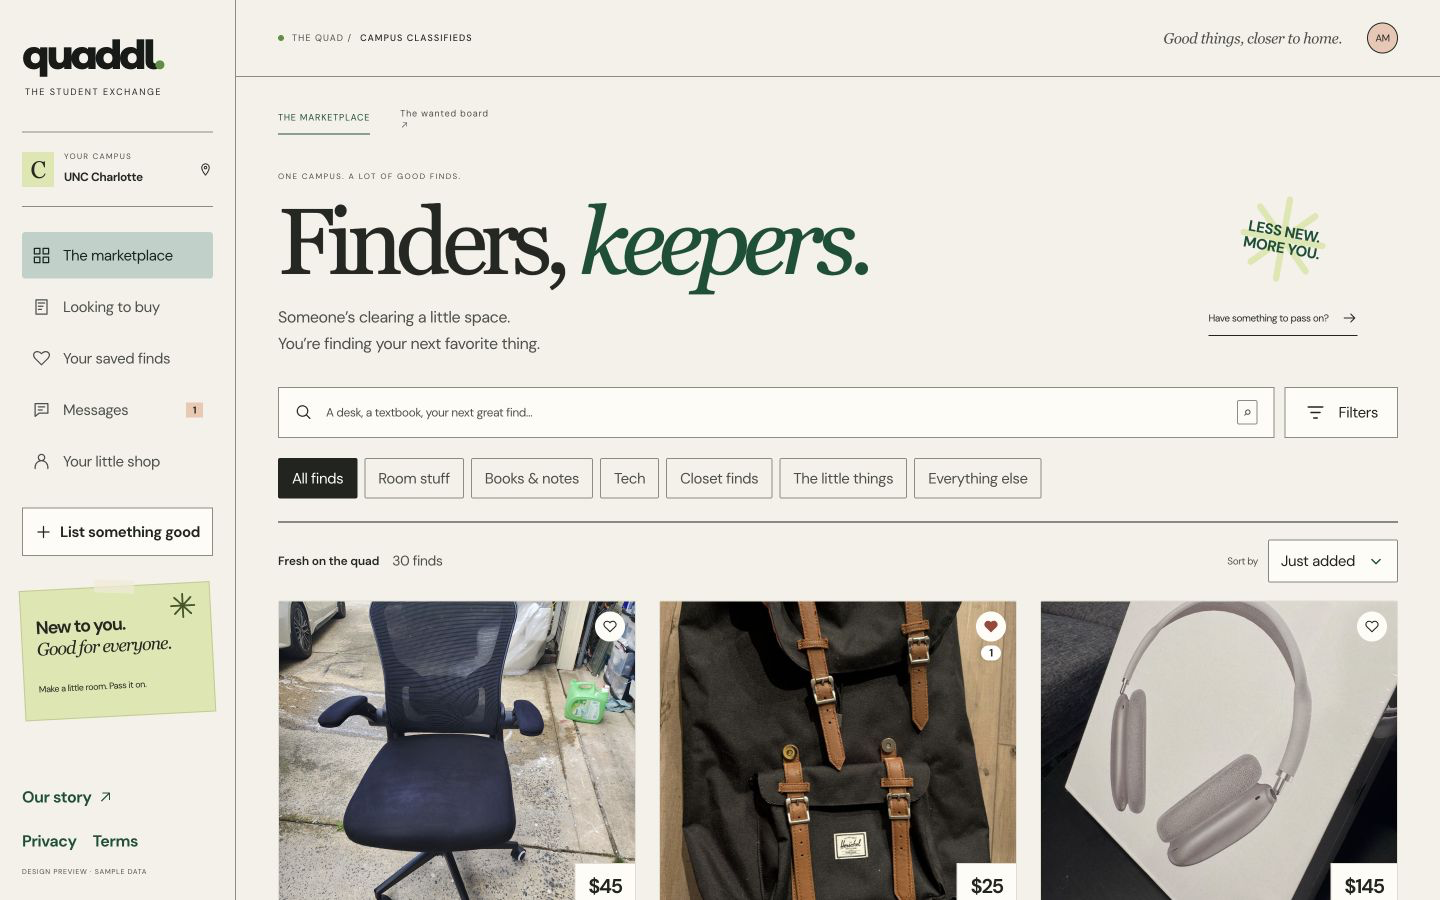 quaddl.
THE STUDENT EXCHANGE
C
YOUR CAMPUS
UNC Charlotte
The marketplace
Looking to buy
Your saved finds
Messages
1
Your little shop
+ List something good
New to you.
Good for everyone.
Make a little room. Pass it on.
Our story ↗
Privacy Terms
DESIGN PREVIEW · SAMPLE DATA
THE QUAD / CAMPUS CLASSIFIEDS
Good things, closer to home.
AM
THE MARKETPLACE
The wanted board
↗
ONE CAMPUS. A LOT OF GOOD FINDS.
Finders, keepers.
LESS NEW.
MORE YOU.
Someone’s clearing a little space.
You’re finding your next favorite thing.
Have something to pass on? →
A desk, a textbook, your next great find…
Filters
All finds
Room stuff
Books & notes
Tech
Closet finds
The little things
Everything else
Fresh on the quad 30 finds
Sort by
Just added
1
Herschel
$45
$25
$145